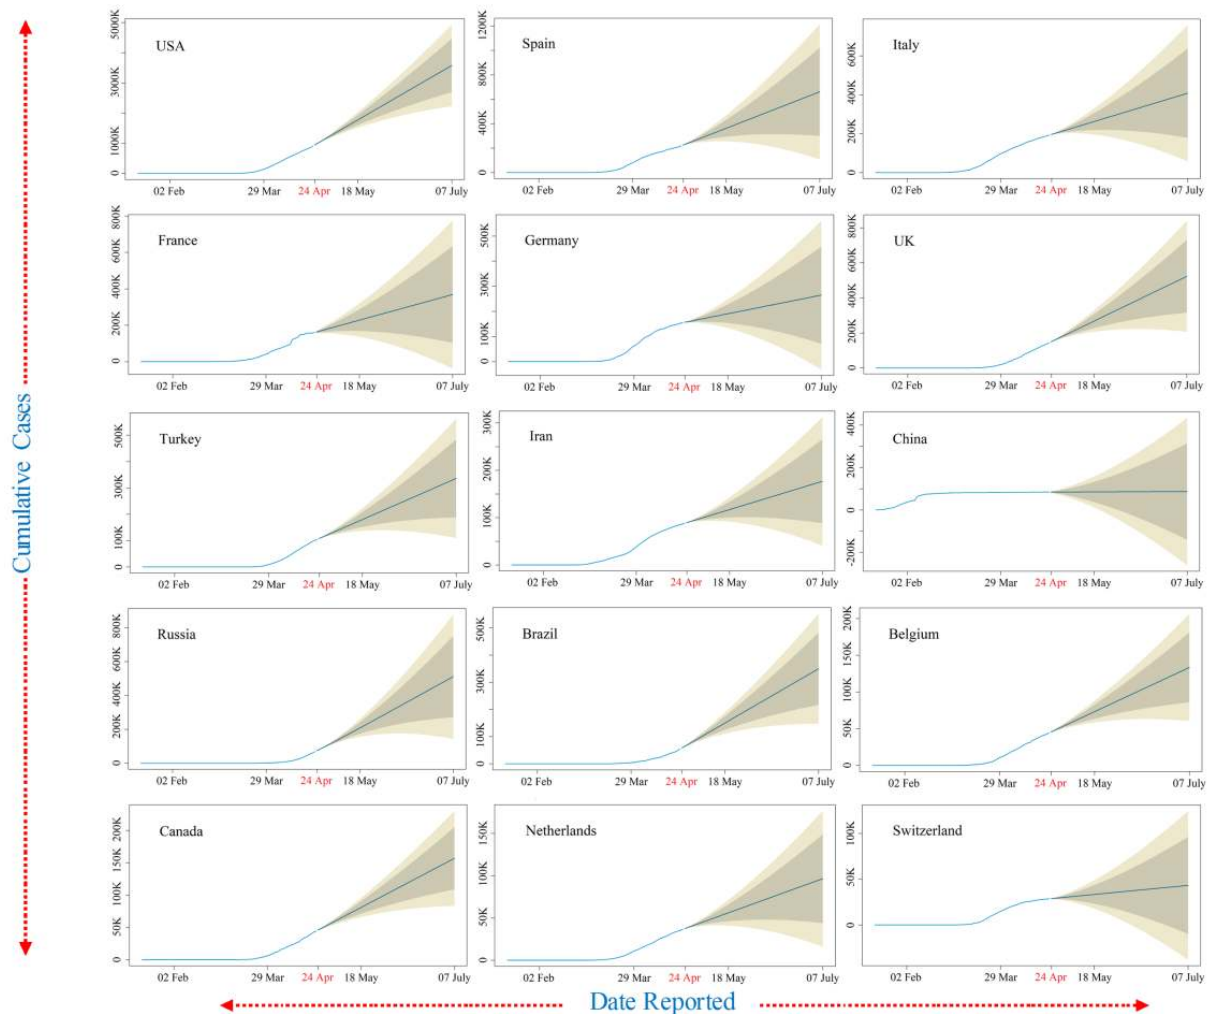 Cumulative Cases
USA
5000K
3000K
1000K
0
02 Feb
29 Mar
24 Apr
18 May
07 July
Spain
1200K
800K
400K
0
02 Feb
29 Mar
24 Apr
18 May
07 July
Italy
600K
400K
200K
0
02 Feb
29 Mar
24 Apr
18 May
07 July
France
800K
600K
400K
200K
0
02 Feb
29 Mar
24 Apr
18 May
07 July
Germany
500K
300K
100K
0
02 Feb
29 Mar
24 Apr
18 May
07 July
UK
800K
600K
400K
200K
0
02 Feb
29 Mar
24 Apr
18 May
07 July
Turkey
500K
300K
100K
0
02 Feb
29 Mar
24 Apr
18 May
07 July
Iran
300K
200K
100K
0
02 Feb
29 Mar
24 Apr
18 May
07 July
China
400K
200K
0
-200K
02 Feb
29 Mar
24 Apr
18 May
07 July
Russia
800K
600K
400K
200K
0
02 Feb
29 Mar
24 Apr
18 May
07 July
Brazil
500K
300K
100K
0
02 Feb
29 Mar
24 Apr
18 May
07 July
Belgium
200K
150K
100K
50K
0
02 Feb
29 Mar
24 Apr
18 May
07 July
Canada
200K
150K
100K
50K
0
02 Feb
29 Mar
24 Apr
18 May
07 July
Netherlands
150K
100K
50K
0
02 Feb
29 Mar
24 Apr
18 May
07 July
Switzerland
100K
50K
0
02 Feb
29 Mar
24 Apr
18 May
07 July
Date Reported